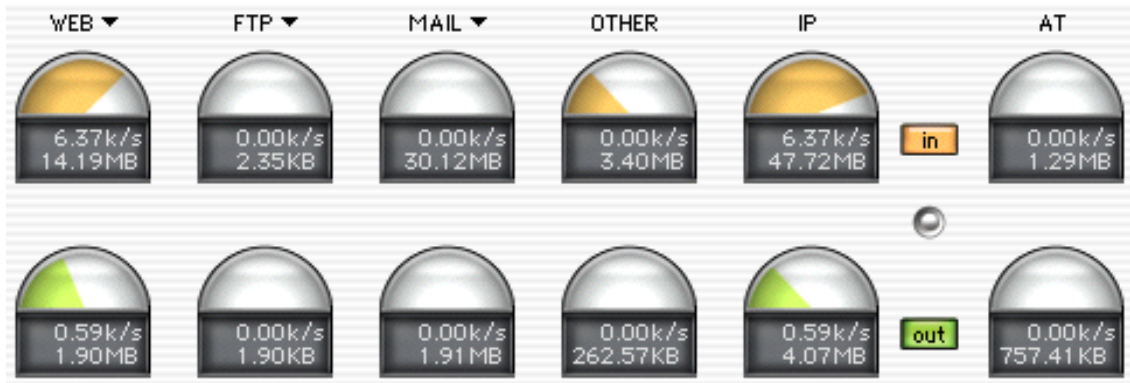 WEB FTP MAIL OTHER IP AT
6.37k/s 0.00k/s 0.00k/s 0.00k/s 6.37k/s in 0.00k/s
14.19MB 2.35KB 30.12MB 3.40MB 47.72MB 1.29MB
0.59k/s 0.00k/s 0.00k/s 0.00k/s 0.59k/s out 0.00k/s
1.90MB 1.90KB 1.91MB 262.57KB 4.07MB 757.41KB